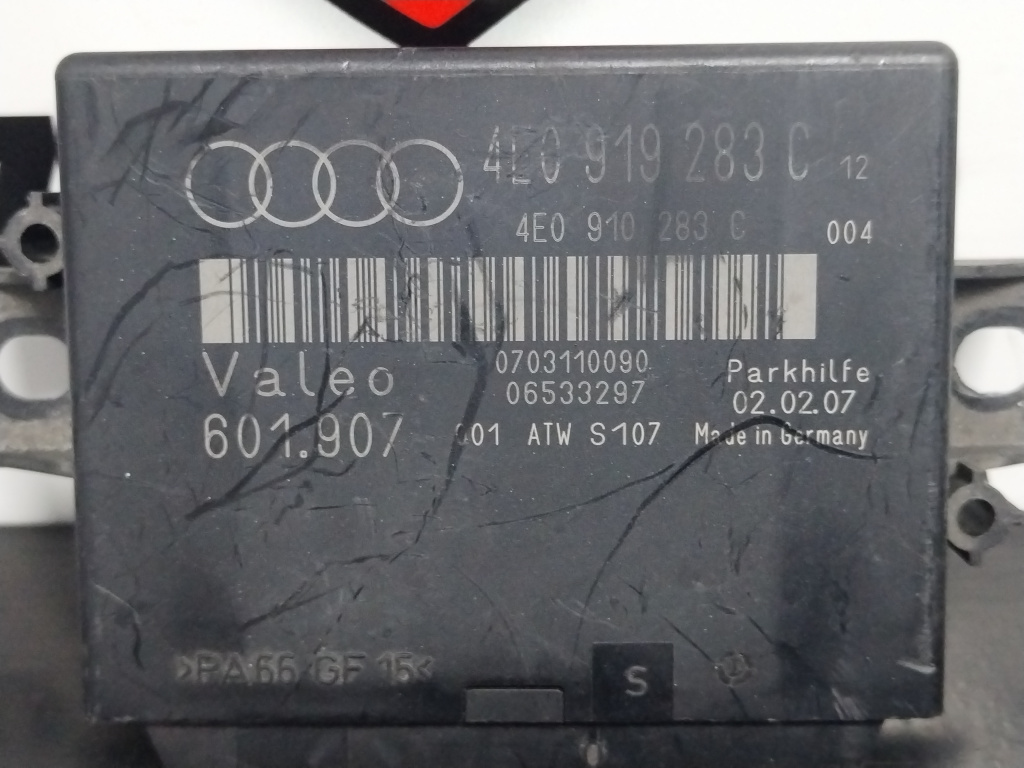 4E0 919 283 C 12
4E0 910 283 C 004
Valeo 0703110090 Parkhilfe
06533297 02.02.07
601.907 001 ATW S107 Made in Germany
>PA66 GF 15<
S